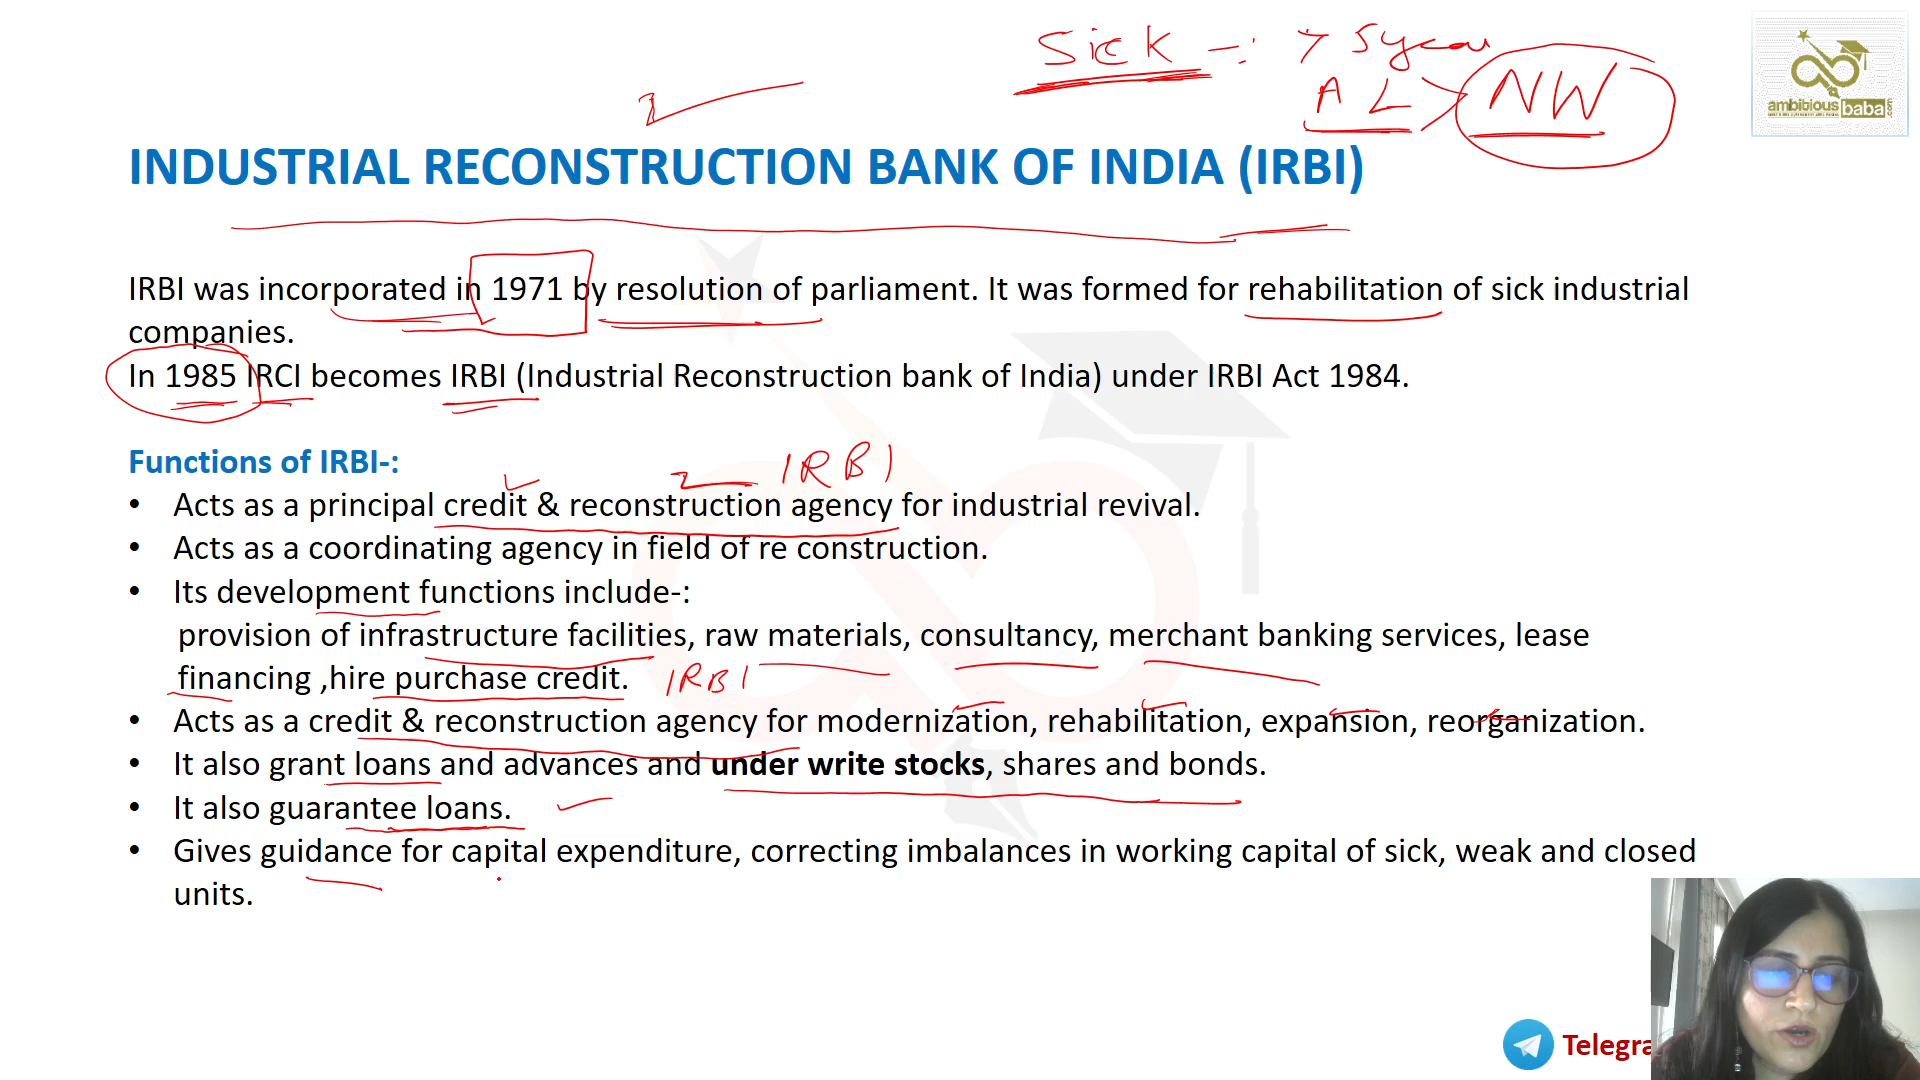 Sick -: > 5 year
A L > NW
ambitious baba
INDUSTRIAL RECONSTRUCTION BANK OF INDIA (IRBI)
IRBI was incorporated in 1971 by resolution of parliament. It was formed for rehabilitation of sick industrial
companies.
In 1985 IRCI becomes IRBI (Industrial Reconstruction bank of India) under IRBI Act 1984.
Functions of IRBI-:
IRBI
• Acts as a principal credit & reconstruction agency for industrial revival.
• Acts as a coordinating agency in field of re construction.
• Its development functions include-:
provision of infrastructure facilities, raw materials, consultancy, merchant banking services, lease
financing ,hire purchase credit. IRBI
• Acts as a credit & reconstruction agency for modernization, rehabilitation, expansion, reorganization.
• It also grant loans and advances and under write stocks, shares and bonds.
• It also guarantee loans.
• Gives guidance for capital expenditure, correcting imbalances in working capital of sick, weak and closed
units.
Telegra